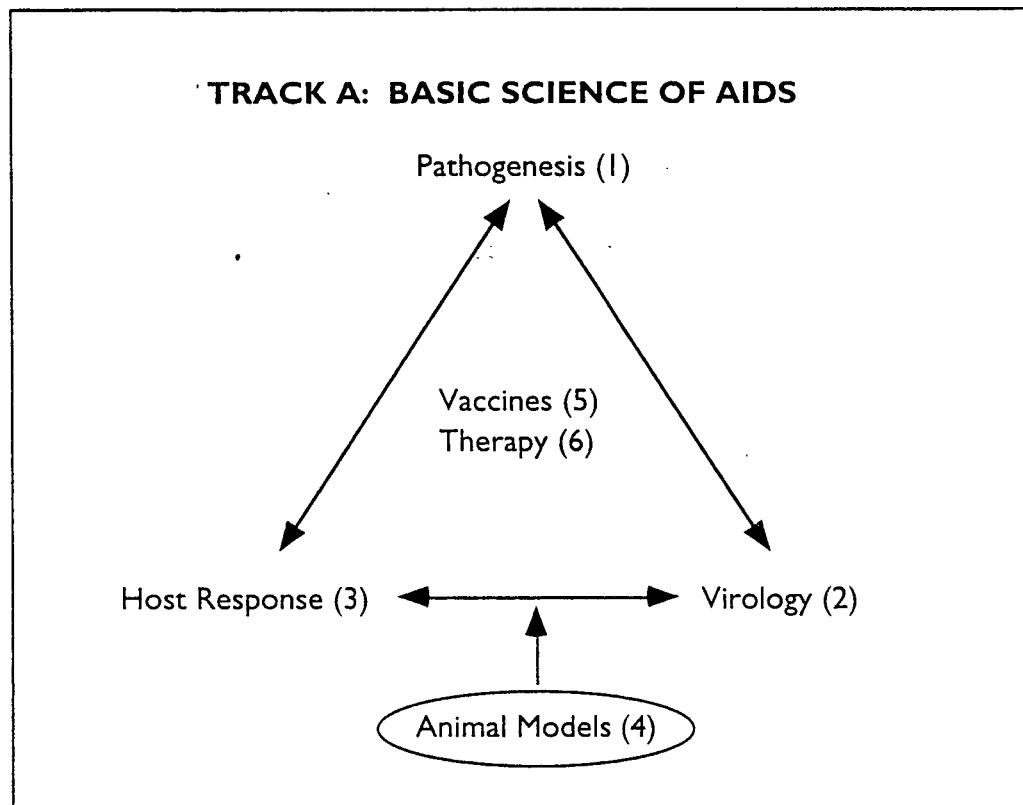 TRACK A: BASIC SCIENCE OF AIDS
Pathogenesis (1)
Vaccines (5)
Therapy (6)
Host Response (3)
Virology (2)
Animal Models (4)